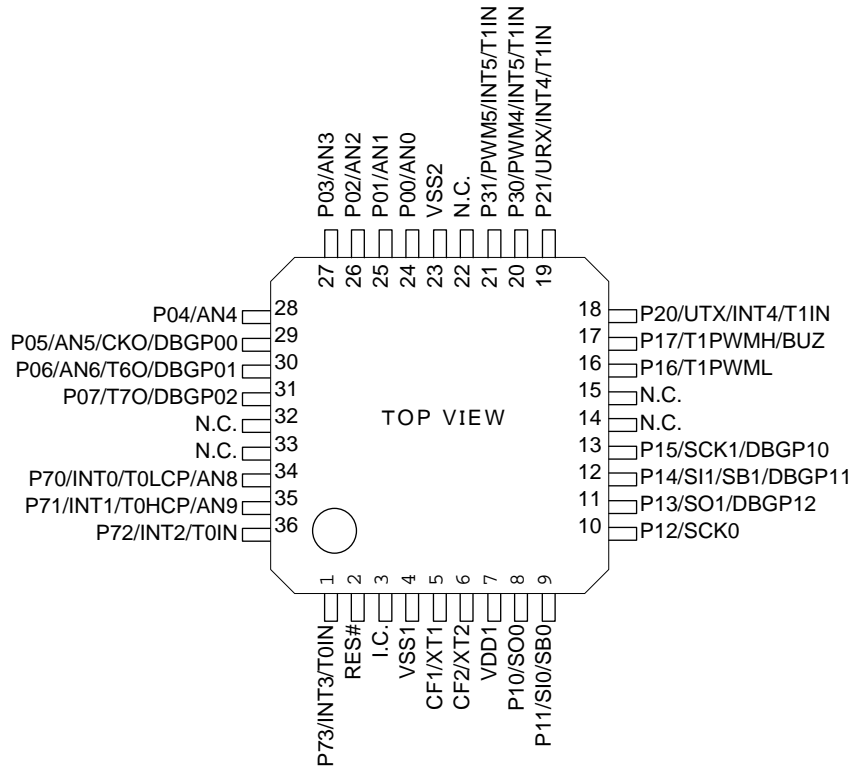 P03/AN3
P02/AN2
P01/AN1
P00/AN0
VSS2
N.C.
P31/PWM5/INT5/T1IN
P30/PWM4/INT5/T1IN
P21/URX/INT4/T1IN
27
26
25
24
23
22
21
20
19
P04/AN4
28
P05/AN5/CKO/DBGP00
29
P06/AN6/T6O/DBGP01
30
P07/T7O/DBGP02
31
N.C.
32
N.C.
33
P70/INT0/T0LCP/AN8
34
P71/INT1/T0HCP/AN9
35
P72/INT2/T0IN
36
TOP VIEW
18
P20/UTX/INT4/T1IN
17
P17/T1PWMH/BUZ
16
P16/T1PWML
15
N.C.
14
N.C.
13
P15/SCK1/DBGP10
12
P14/SI1/SB1/DBGP11
11
P13/SO1/DBGP12
10
P12/SCK0
1
2
3
4
5
6
7
8
9
P73/INT3/T0IN
RES#
I.C.
VSS1
CF1/XT1
CF2/XT2
VDD1
P10/SO0
P11/SI0/SB0